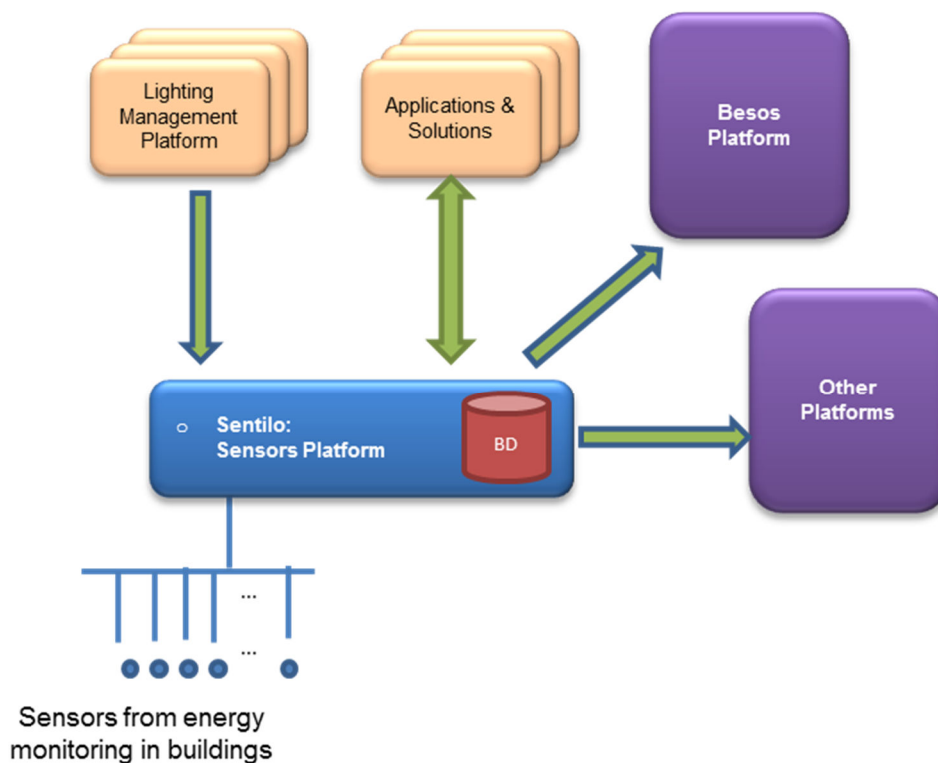 Lighting
Management
Platform
Applications &
Solutions
Besos
Platform
Other
Platforms
Sentilo:
Sensors Platform
BD
...
...
Sensors from energy
monitoring in buildings